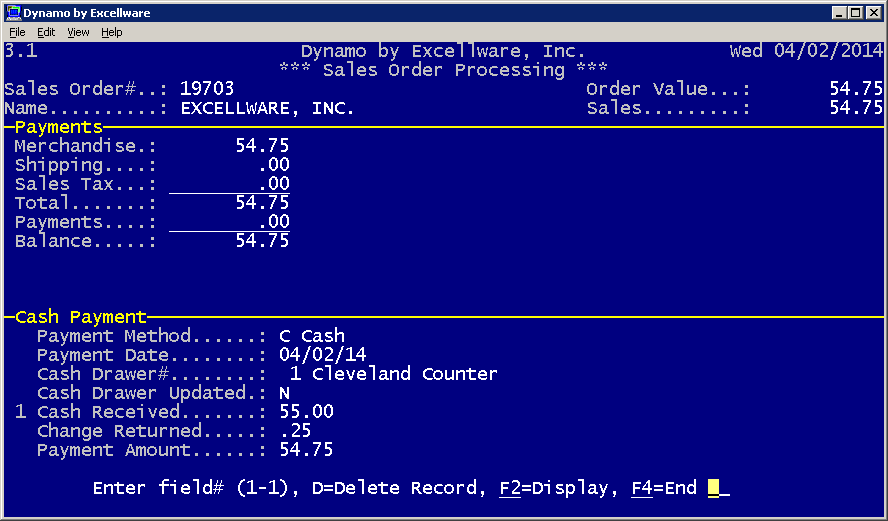 Dynamo by Excellware
File Edit View Help
3.1 Dynamo by Excellware, Inc. Wed 04/02/2014
*** Sales Order Processing ***
Sales Order#..: 19703 Order Value...: 54.75
Name..........: EXCELLWARE, INC. Sales.........: 54.75
Payments
Merchandise.: 54.75
Shipping....: .00
Sales Tax...: .00
Total.......: 54.75
Payments....: .00
Balance.....: 54.75
Cash Payment
Payment Method......: C Cash
Payment Date........: 04/02/14
Cash Drawer#........: 1 Cleveland Counter
Cash Drawer Updated.: N
1 Cash Received.......: 55.00
Change Returned.....: .25
Payment Amount......: 54.75
Enter field# (1-1), D=Delete Record, F2=Display, F4=End